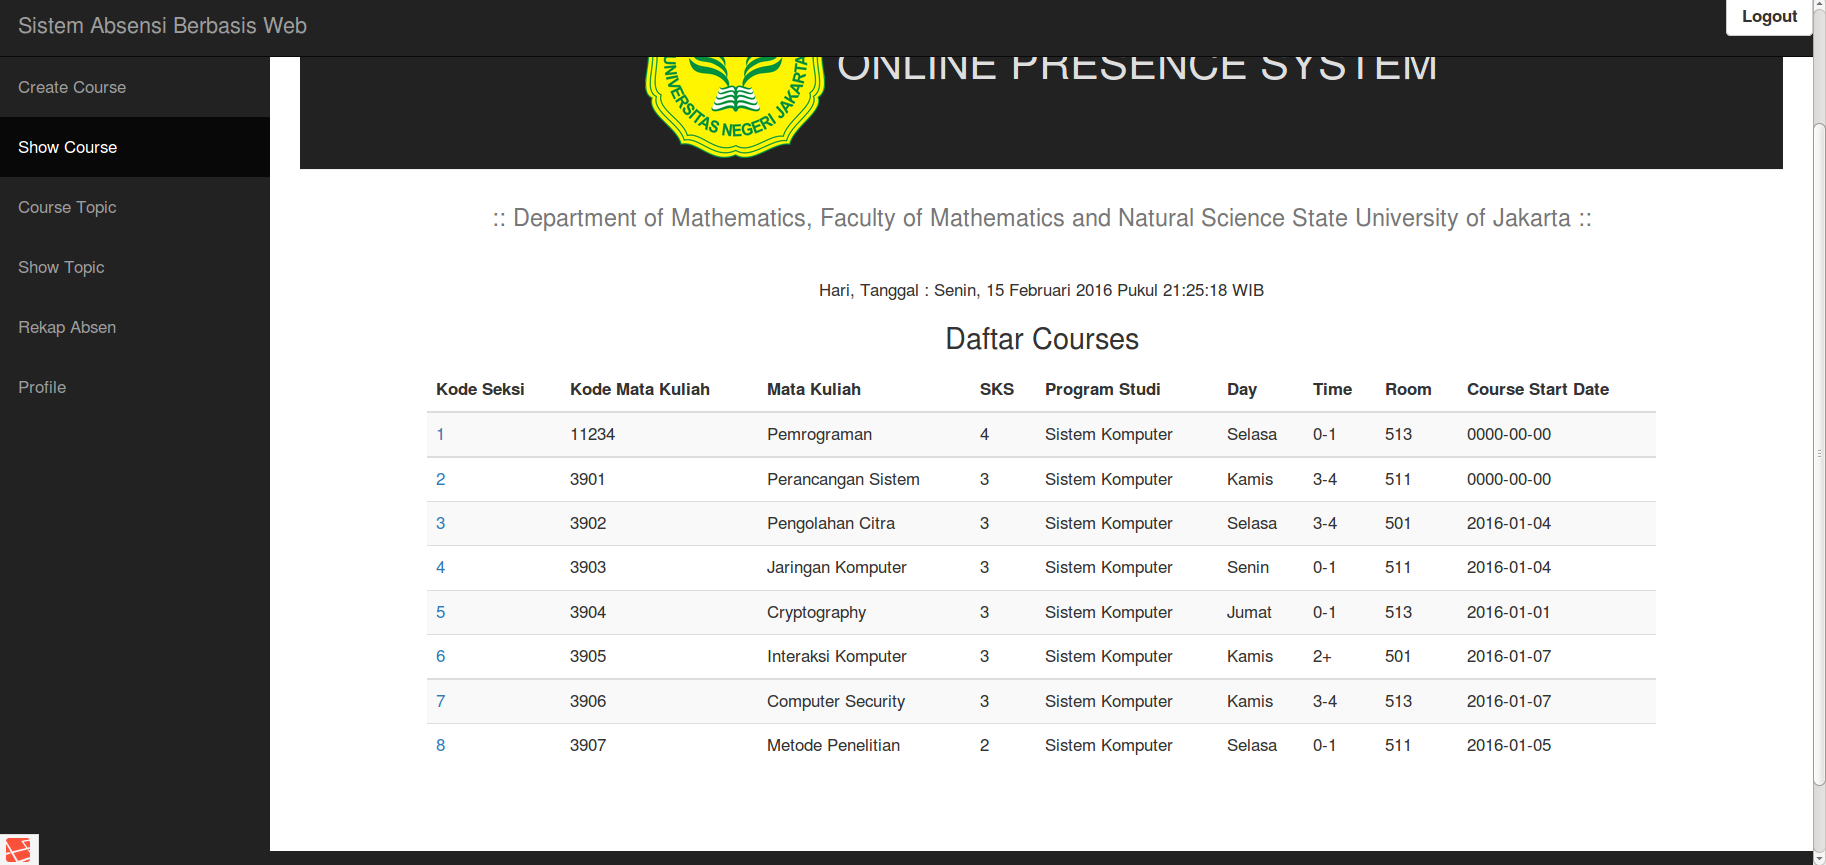 Sistem Absensi Berbasis Web
Logout
Create Course
Show Course
Course Topic
Show Topic
Rekap Absen
Profile
UNIVERSITAS NEGERI JAKARTA
ONLINE PRESENCE SYSTEM
:: Department of Mathematics, Faculty of Mathematics and Natural Science State University of Jakarta ::
Hari, Tanggal : Senin, 15 Februari 2016 Pukul 21:25:18 WIB
Daftar Courses
Kode Seksi Kode Mata Kuliah Mata Kuliah SKS Program Studi Day Time Room Course Start Date
1 11234 Pemrograman 4 Sistem Komputer Selasa 0-1 513 0000-00-00
2 3901 Perancangan Sistem 3 Sistem Komputer Kamis 3-4 511 0000-00-00
3 3902 Pengolahan Citra 3 Sistem Komputer Selasa 3-4 501 2016-01-04
4 3903 Jaringan Komputer 3 Sistem Komputer Senin 0-1 511 2016-01-04
5 3904 Cryptography 3 Sistem Komputer Jumat 0-1 513 2016-01-01
6 3905 Interaksi Komputer 3 Sistem Komputer Kamis 2+ 501 2016-01-07
7 3906 Computer Security 3 Sistem Komputer Kamis 3-4 513 2016-01-07
8 3907 Metode Penelitian 2 Sistem Komputer Selasa 0-1 511 2016-01-05